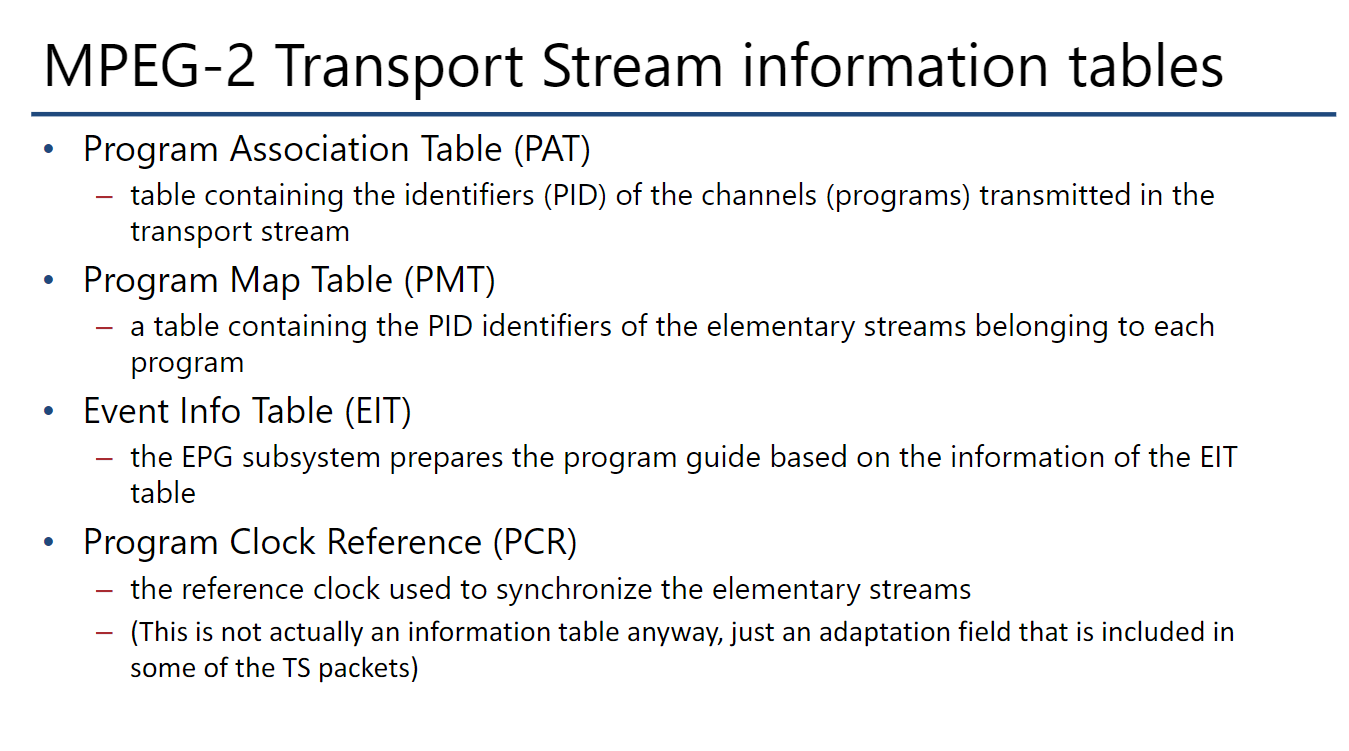 MPEG-2 Transport Stream information tables
• Program Association Table (PAT)
– table containing the identifiers (PID) of the channels (programs) transmitted in the
transport stream
• Program Map Table (PMT)
– a table containing the PID identifiers of the elementary streams belonging to each
program
• Event Info Table (EIT)
– the EPG subsystem prepares the program guide based on the information of the EIT
table
• Program Clock Reference (PCR)
– the reference clock used to synchronize the elementary streams
– (This is not actually an information table anyway, just an adaptation field that is included in
some of the TS packets)